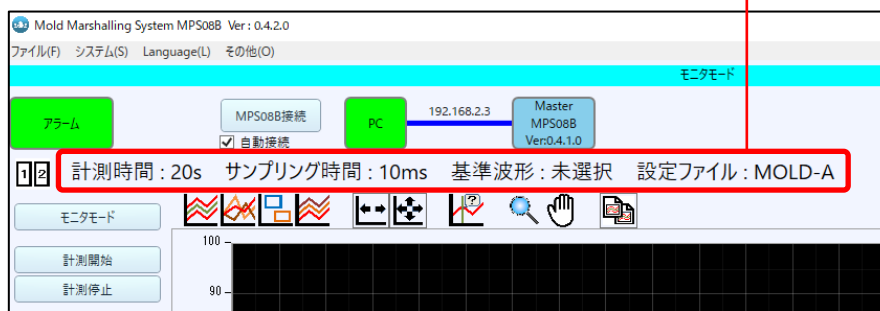 Mold Marshalling System MPS08B Ver : 0.4.2.0
ファイル(F) システム(S) Language(L) その他(O)
モニタモード
アラーム
MPS08B接続
自動接続
PC
192.168.2.3
Master
MPS08B
Ver:0.4.1.0
1 2
計測時間 : 20s サンプリング時間 : 10ms 基準波形 : 未選択 設定ファイル : MOLD-A
モニタモード
計測開始
計測停止
100
90